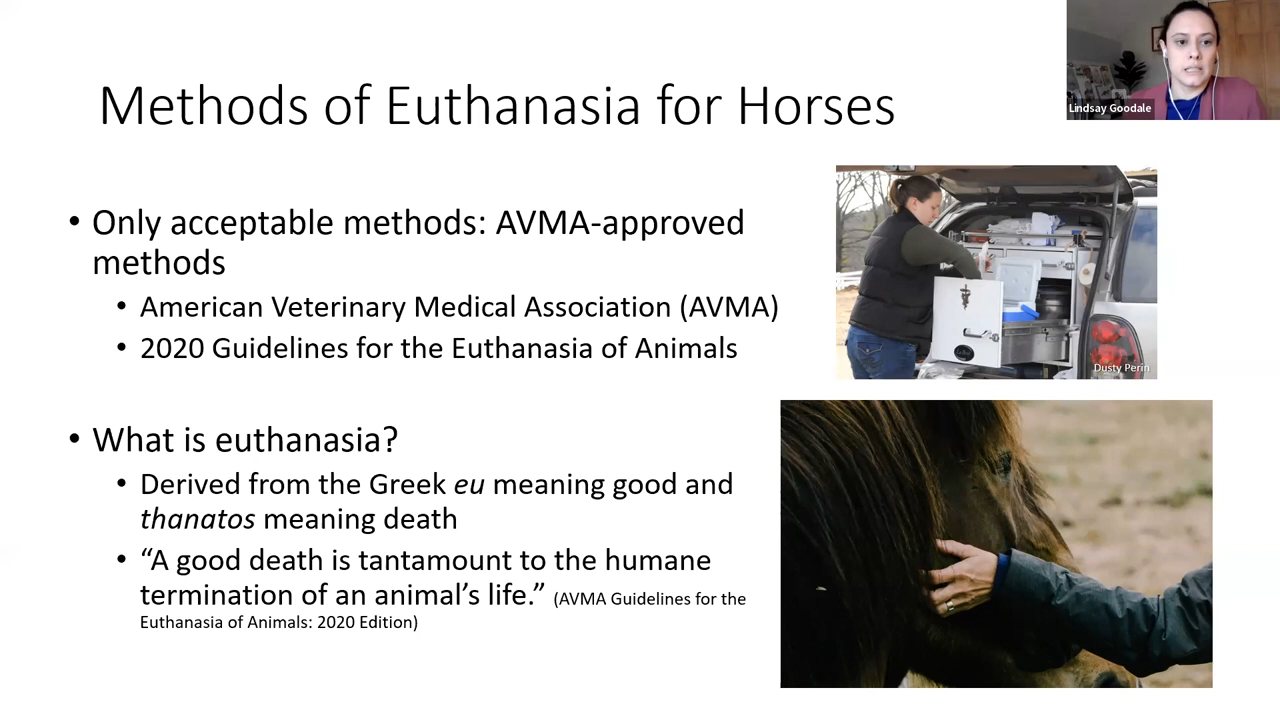 Methods of Euthanasia for Horses
Lindsay Goodale
• Only acceptable methods: AVMA-approved
methods
• American Veterinary Medical Association (AVMA)
• 2020 Guidelines for the Euthanasia of Animals
Dusty Perin
• What is euthanasia?
• Derived from the Greek eu meaning good and
thanatos meaning death
• “A good death is tantamount to the humane
termination of an animal’s life.” (AVMA Guidelines for the
Euthanasia of Animals: 2020 Edition)